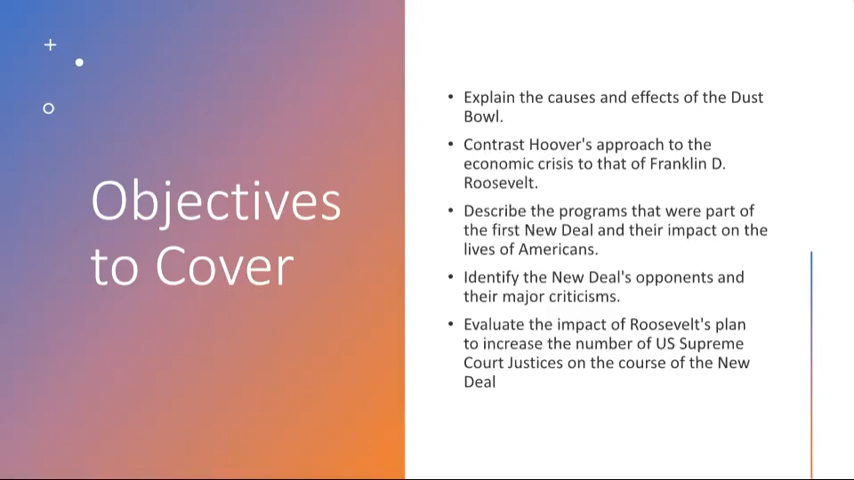 Objectives
to Cover
• Explain the causes and effects of the Dust
Bowl.
• Contrast Hoover's approach to the
economic crisis to that of Franklin D.
Roosevelt.
• Describe the programs that were part of
the first New Deal and their impact on the
lives of Americans.
• Identify the New Deal's opponents and
their major criticisms.
• Evaluate the impact of Roosevelt's plan
to increase the number of US Supreme
Court Justices on the course of the New
Deal